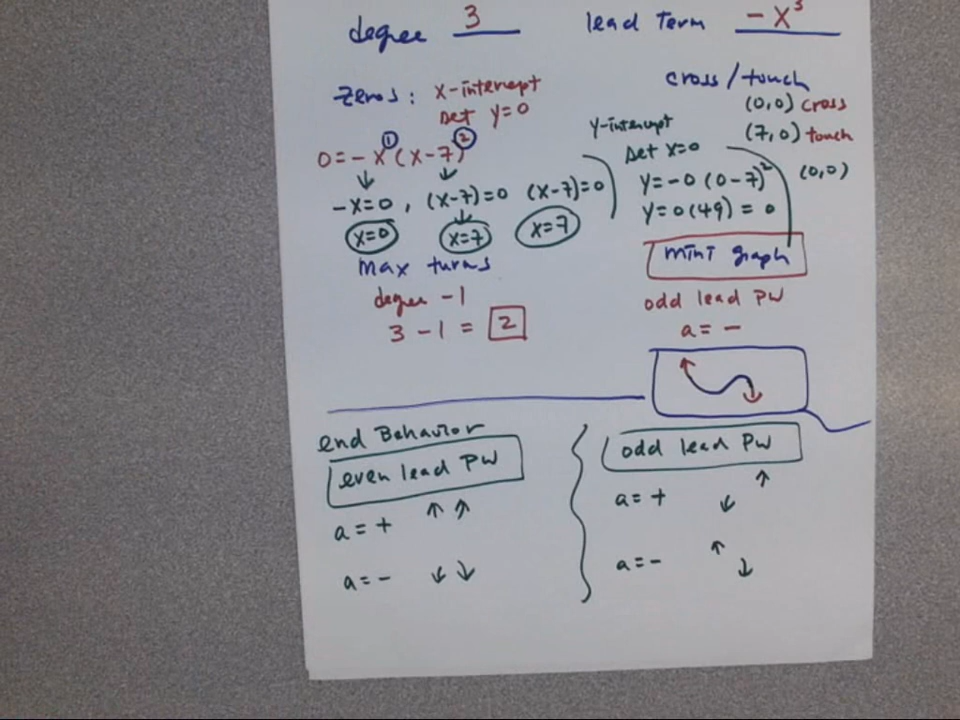 degree 3 lead Term -x³
zeros: x-intercept
set y=0
0=-x^①(x-7)^②
-x=0, (x-7)=0 (x-7)=0
x=0 x=7 x=7
max turns
degree -1
3-1 = 2
cross/touch
(0,0) cross
(7,0) touch
(0,0)
y-intercept
set x=0
y=-0(0-7)²
y=0(49) = 0
mini graph
odd lead PW
a= -
end Behavior
even lead PW
a=+ ↑ ↑
a=- ↓ ↓
odd lead PW
a=+ ↓ ↑
a=- ↑ ↓